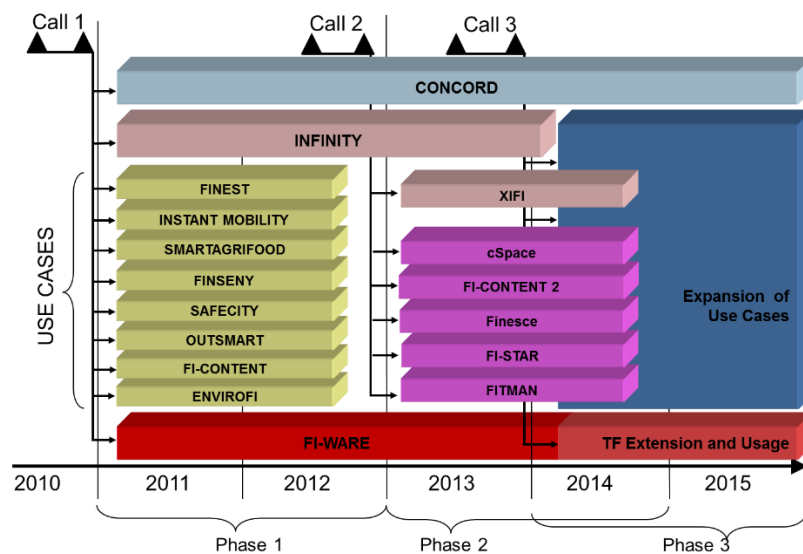 Call 1
Call 2
Call 3
CONCORD
INFINITY
USE CASES
FINEST
INSTANT MOBILITY
SMARTAGRIFOOD
FINSENY
SAFECITY
OUTSMART
FI-CONTENT
ENVIROFI
XIFI
cSpace
FI-CONTENT 2
Finesce
FI-STAR
FITMAN
Expansion of
Use Cases
FI-WARE
TF Extension and Usage
2010
2011
2012
2013
2014
2015
Phase 1
Phase 2
Phase 3